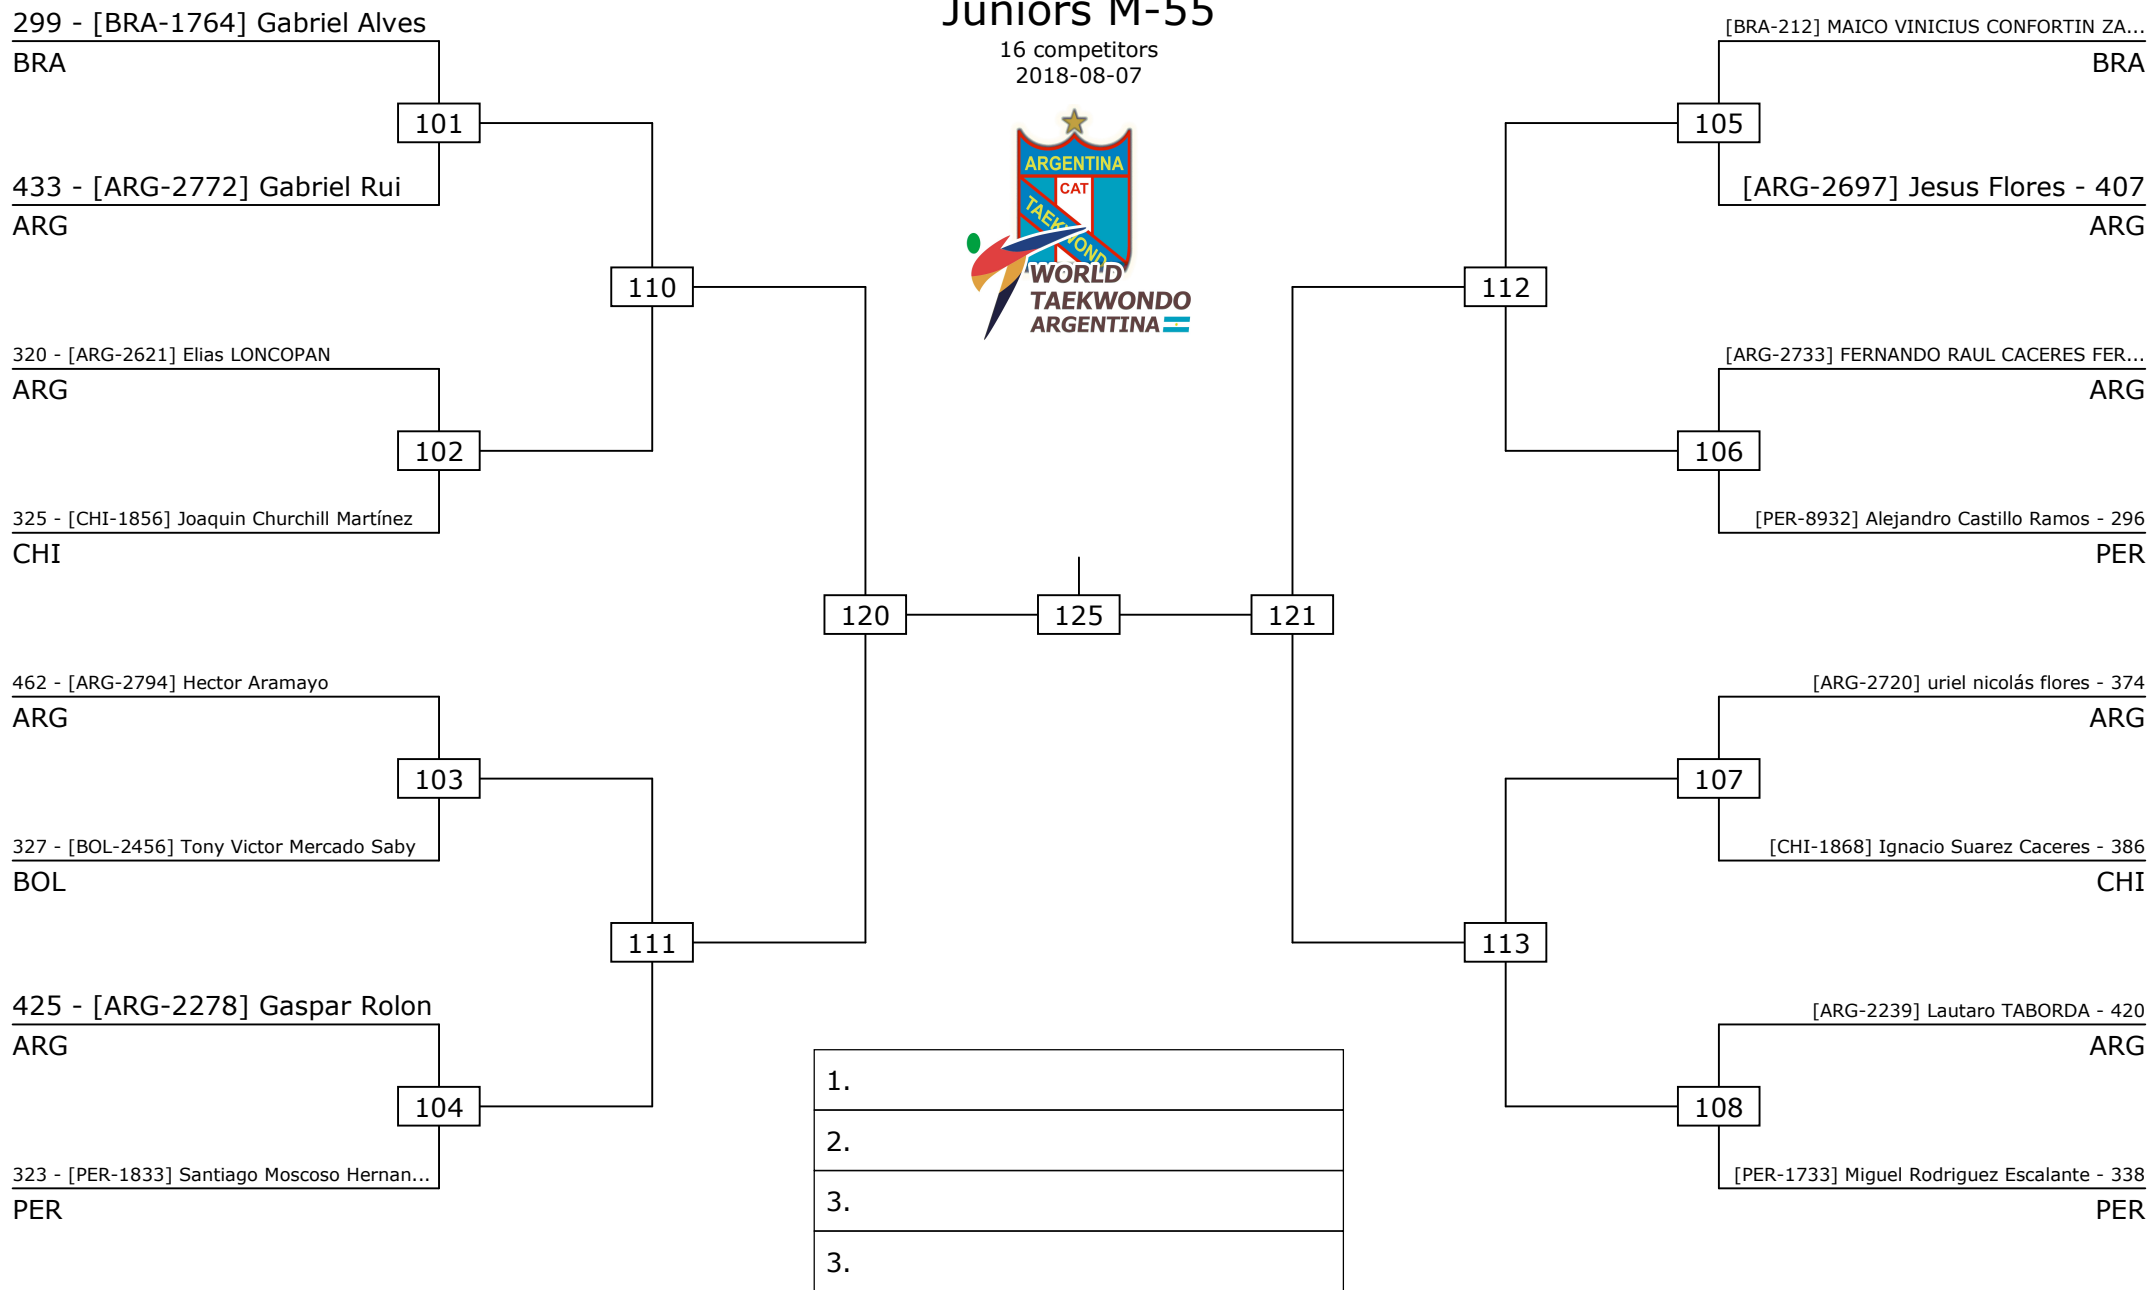 Juniors M-55
16 competitors
2018-08-07
ARGENTINA
CAT
TAEKWONDO
WORLD
TAEKWONDO
ARGENTINA
299 - [BRA-1764] Gabriel Alves
BRA
101
433 - [ARG-2772] Gabriel Rui
ARG
110
320 - [ARG-2621] Elias LONCOPAN
ARG
102
325 - [CHI-1856] Joaquin Churchill Martínez
CHI
120
462 - [ARG-2794] Hector Aramayo
ARG
103
327 - [BOL-2456] Tony Victor Mercado Saby
BOL
111
425 - [ARG-2278] Gaspar Rolon
ARG
104
323 - [PER-1833] Santiago Moscoso Hernan...
PER
125
[BRA-212] MAICO VINICIUS CONFORTIN ZA...
BRA
105
[ARG-2697] Jesus Flores - 407
ARG
112
[ARG-2733] FERNANDO RAUL CACERES FER...
ARG
106
[PER-8932] Alejandro Castillo Ramos - 296
PER
121
[ARG-2720] uriel nicolás flores - 374
ARG
107
[CHI-1868] Ignacio Suarez Caceres - 386
CHI
113
[ARG-2239] Lautaro TABORDA - 420
ARG
108
[PER-1733] Miguel Rodriguez Escalante - 338
PER
1.
2.
3.
3.